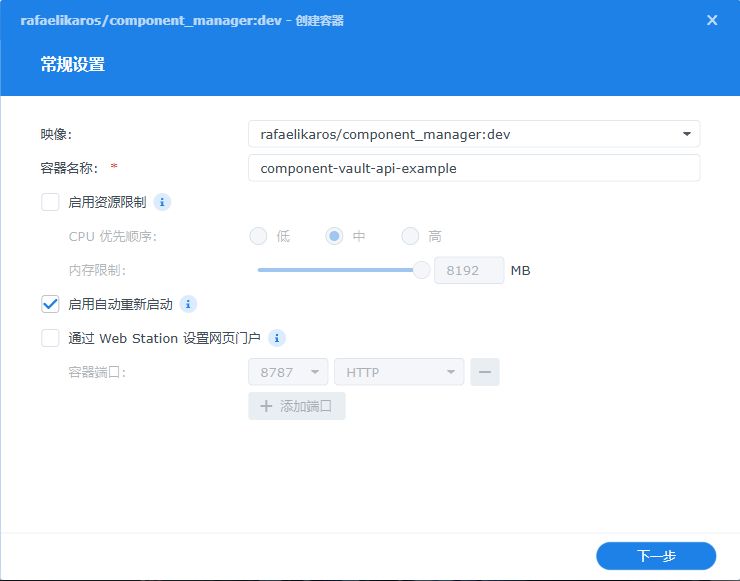 rafaelikaros/component_manager:dev - 创建容器
常规设置
映像: rafaelikaros/component_manager:dev
容器名称: * component-vault-api-example
启用资源限制 i
CPU 优先顺序: 低 中 高
内存限制: 8192 MB
启用自动重新启动 i
通过 Web Station 设置网页门户 i
容器端口: 8787 HTTP
添加端口
下一步